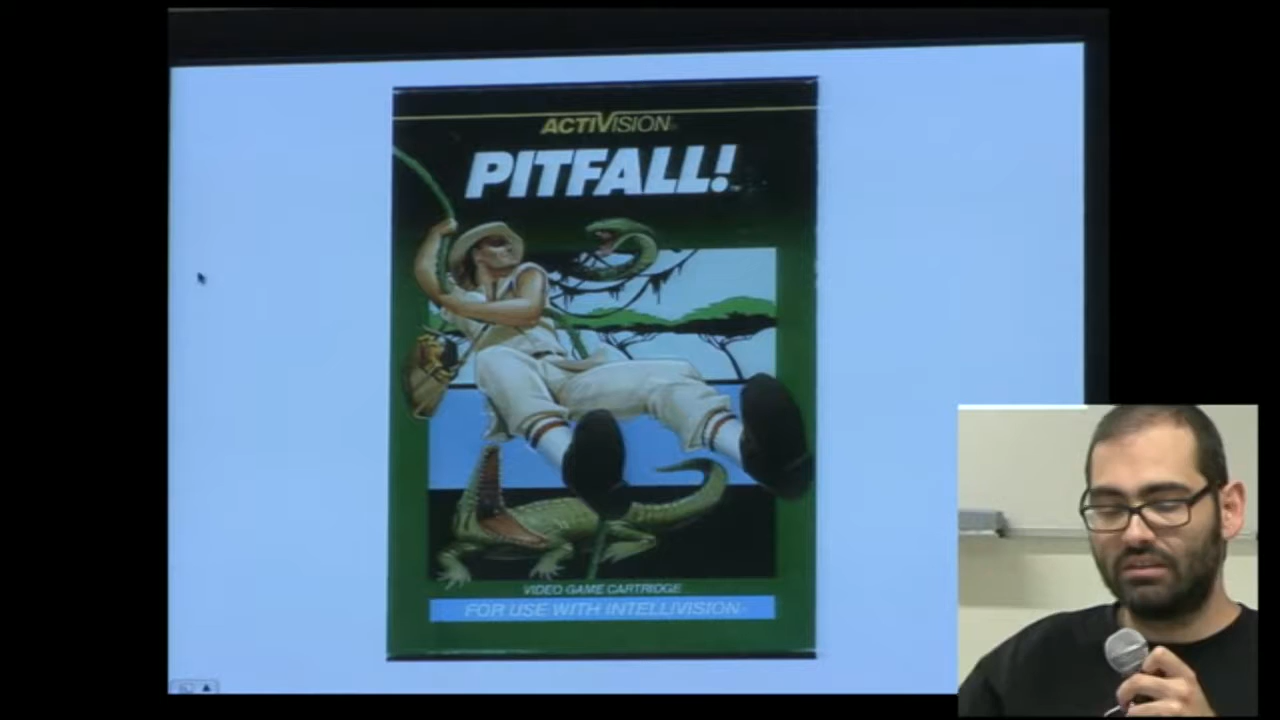 ACTIVISION
PITFALL!
VIDEO GAME CARTRIDGE
FOR USE WITH INTELLIVISION